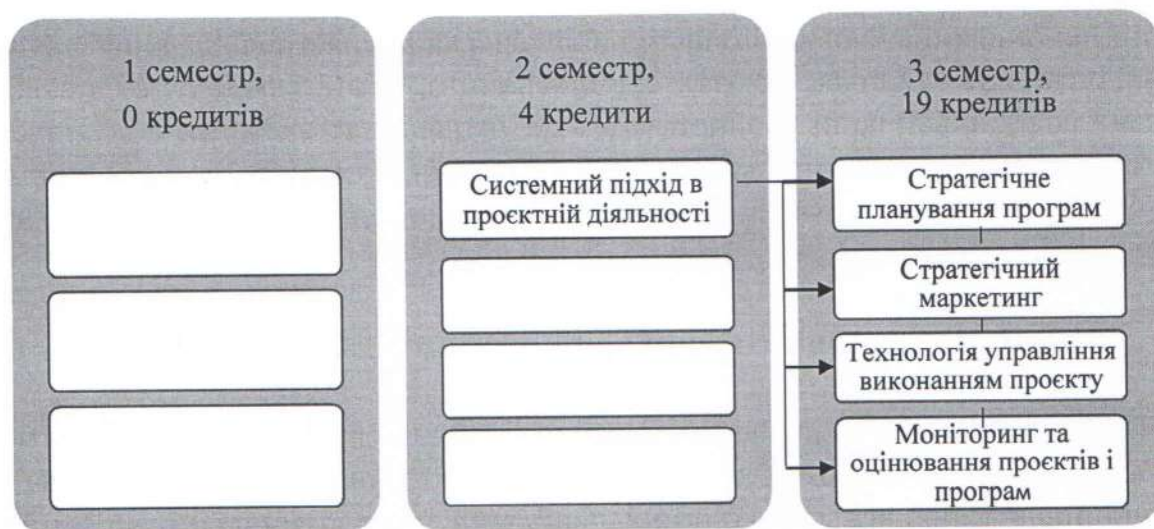 1 семестр,
0 кредитів
2 семестр,
4 кредити
Системний підхід в
проєктній діяльності
3 семестр,
19 кредитів
Стратегічне
планування програм
Стратегічний
маркетинг
Технологія управління
виконанням проєкту
Моніторинг та
оцінювання проєктів і
програм